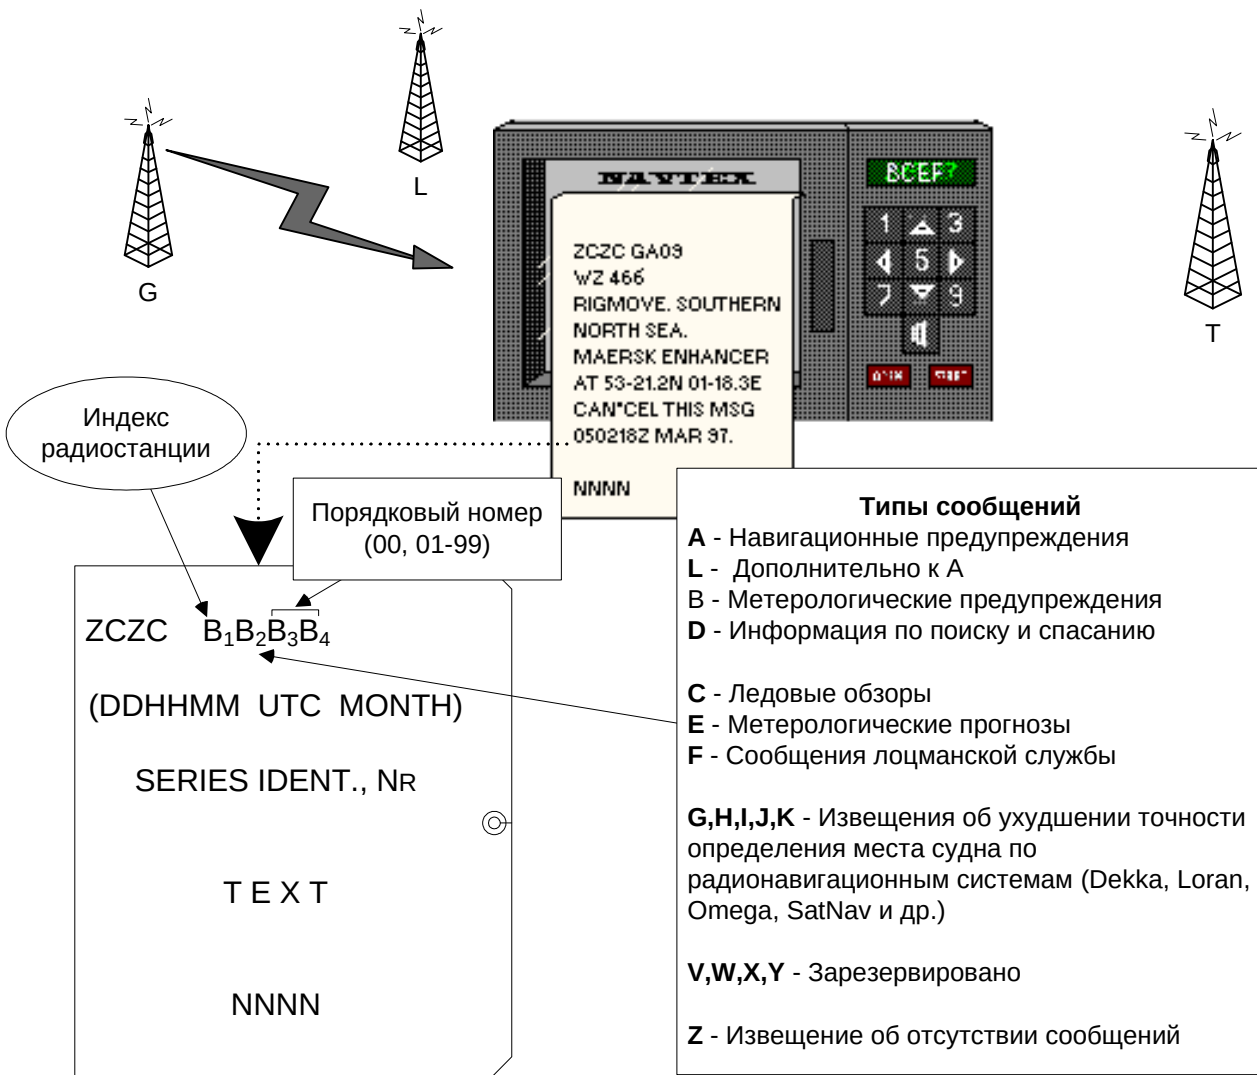 L
G
T
NAVTEX
ZCZC GA09
WZ 466
RIGMOVE. SOUTHERN
NORTH SEA.
MAERSK ENHANCER
AT 53-21.2N 01-18.3E
CAN"CEL THIS MSG
050218Z MAR 97.
NNNN
1 3
5
7 9
Индекс
радиостанции
Порядковый номер
(00, 01-99)
ZCZC B1B2B3B4
(DDHHMM UTC MONTH)
SERIES IDENT., NR
T E X T
NNNN
Типы сообщений
A - Навигационные предупреждения
L - Дополнительно к А
B - Метерологические предупреждения
D - Информация по поиску и спасанию
C - Ледовые обзоры
E - Метерологические прогнозы
F - Сообщения лоцманской службы
G,H,I,J,K - Извещения об ухудшении точности
определения места судна по
радионавигационным системам (Dekka, Loran,
Omega, SatNav и др.)
V,W,X,Y - Зарезервировано
Z - Извещение об отсутствии сообщений